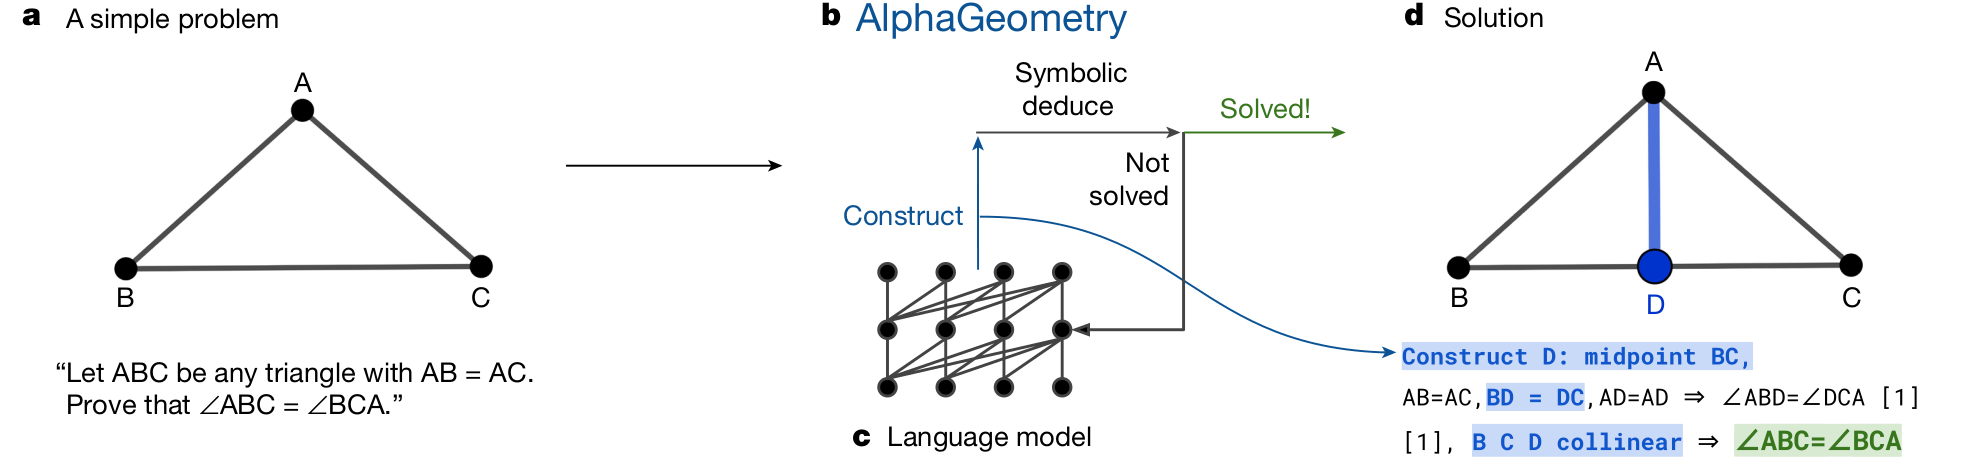 a A simple problem
A
B
C
“Let ABC be any triangle with AB = AC.
Prove that ∠ABC = ∠BCA.”
b AlphaGeometry
Symbolic
deduce
Solved!
Not
solved
Construct
c Language model
d Solution
A
B
D
C
Construct D: midpoint BC,
AB=AC, BD = DC, AD=AD ⇒ ∠ABD=∠DCA [1]
[1], B C D collinear ⇒ ∠ABC=∠BCA